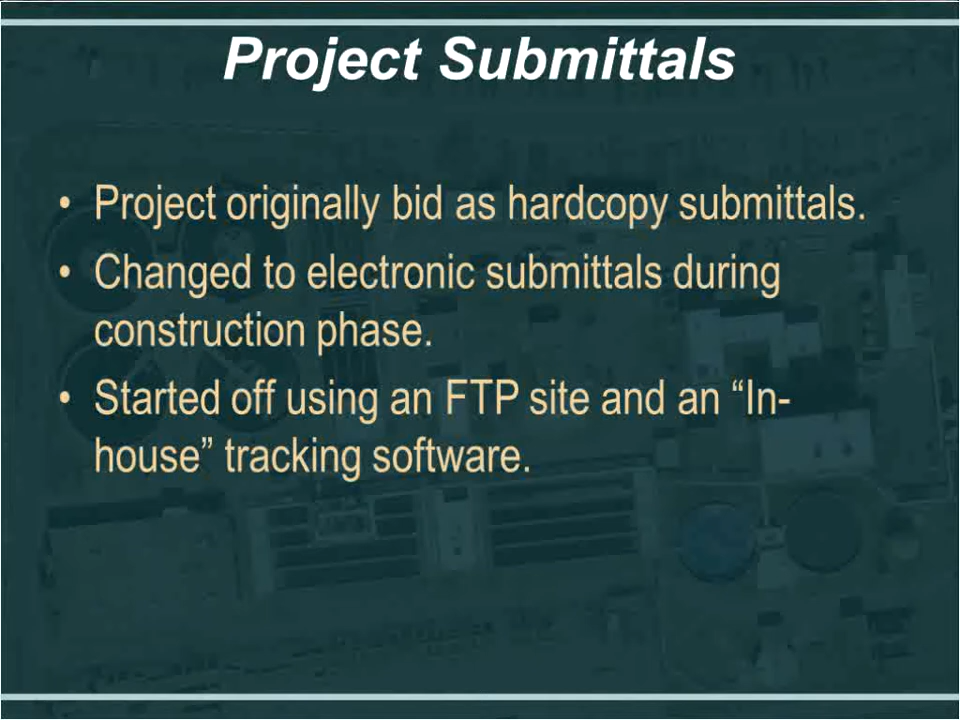 Project Submittals
• Project originally bid as hardcopy submittals.
• Changed to electronic submittals during
construction phase.
• Started off using an FTP site and an “In-
house” tracking software.